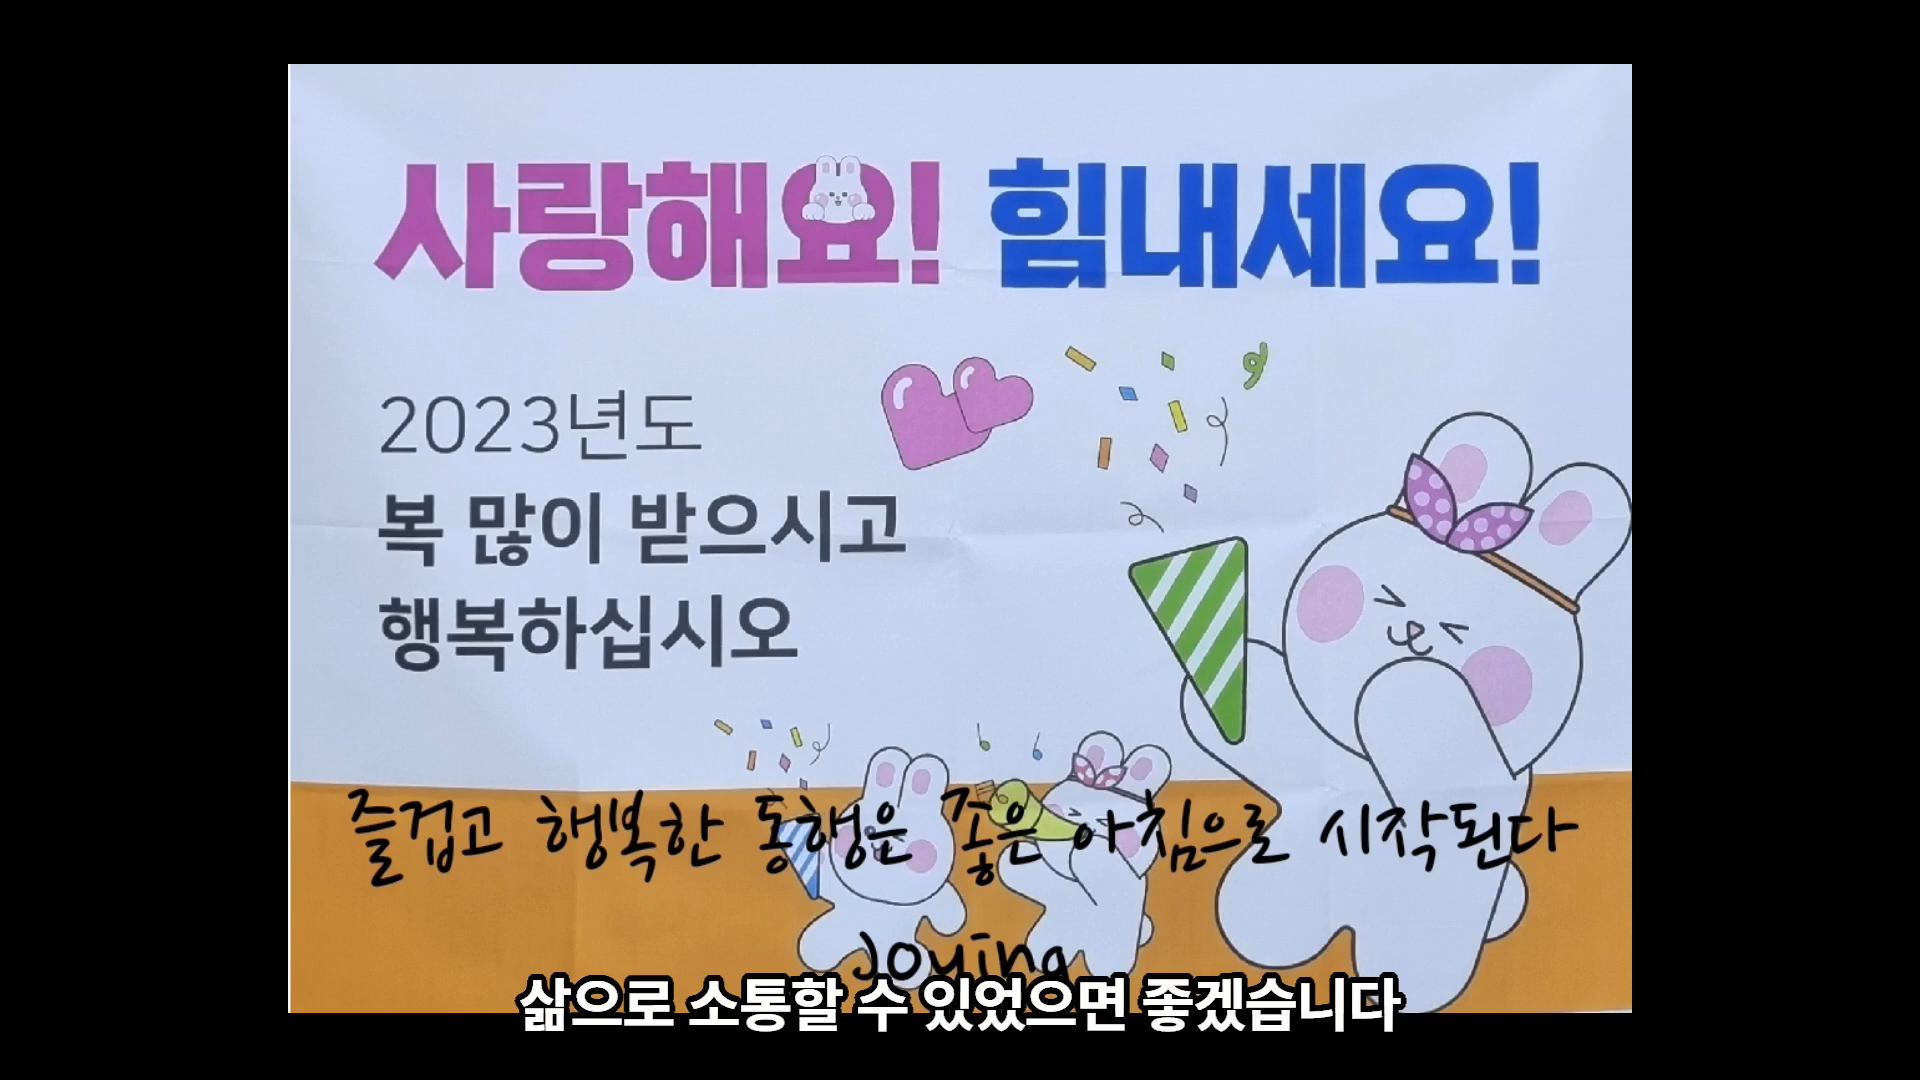 사랑해요! 힘내세요!
2023년도
복 많이 받으시고
행복하십시오
즐겁고 행복한 동행은 좋은 아침으로 시작된다
Joying
삶으로 소통할 수 있었으면 좋겠습니다